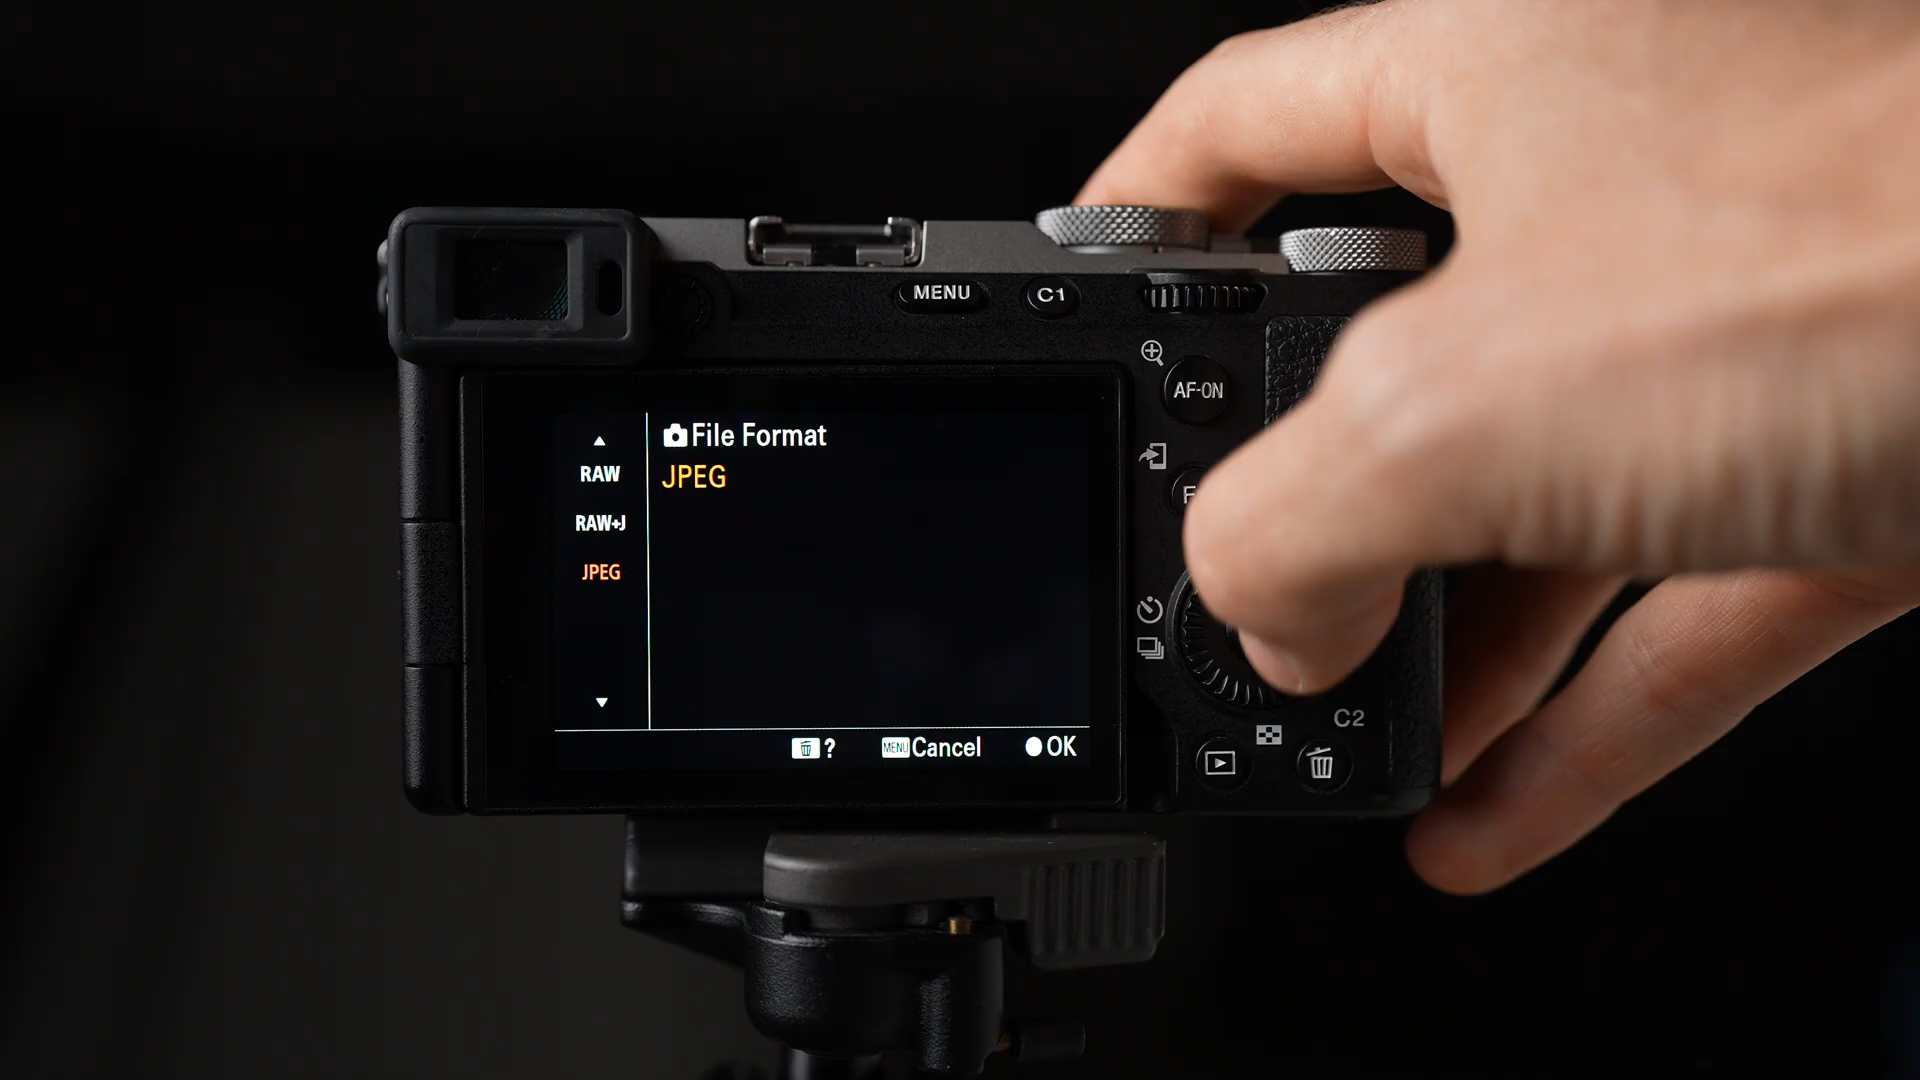 MENU
C1
AF-ON
File Format
JPEG
RAW
RAW+J
JPEG
?
MENU Cancel
OK
C2